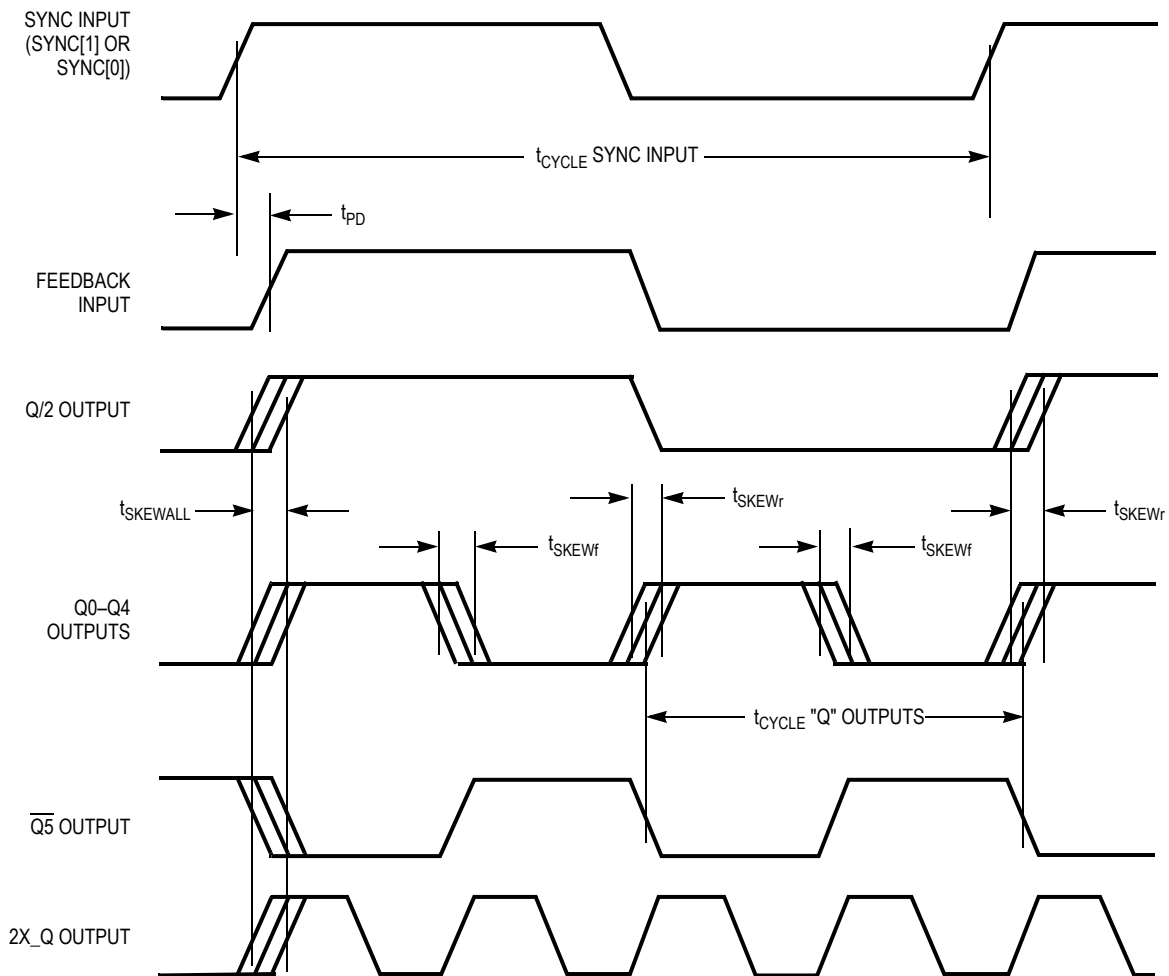 SYNC INPUT
(SYNC[1] OR
SYNC[0])
tCYCLE SYNC INPUT
tPD
FEEDBACK
INPUT
Q/2 OUTPUT
tSKEWALL
tSKEWf
tSKEWr
tSKEWf
tSKEWr
Q0–Q4
OUTPUTS
tCYCLE "Q" OUTPUTS
Q̅5̅ OUTPUT
2X_Q OUTPUT